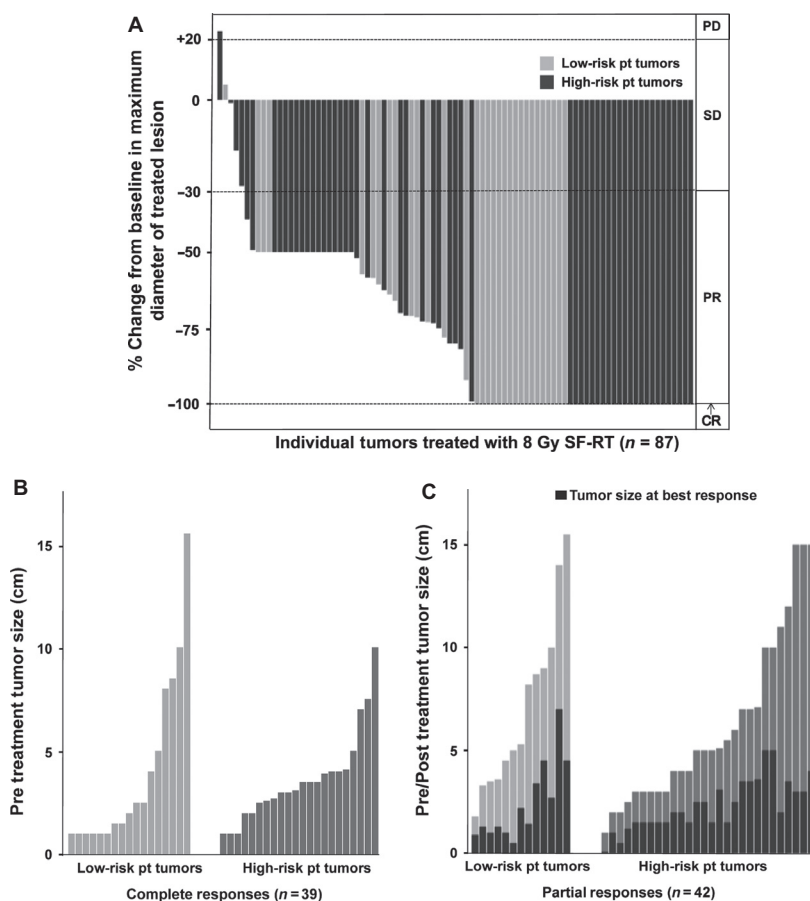 A
% Change from baseline in maximum
diameter of treated lesion
+20
0
–30
–50
–75
–100
Low-risk pt tumors
High-risk pt tumors
PD
SD
PR
↑
CR
Individual tumors treated with 8 Gy SF-RT (n = 87)
B
Pre treatment tumor size (cm)
15
10
5
0
Low-risk pt tumors
High-risk pt tumors
Complete responses (n = 39)
C
Pre/Post treatment tumor size (cm)
Tumor size at best response
15
10
5
0
Low-risk pt tumors
High-risk pt tumors
Partial responses (n = 42)